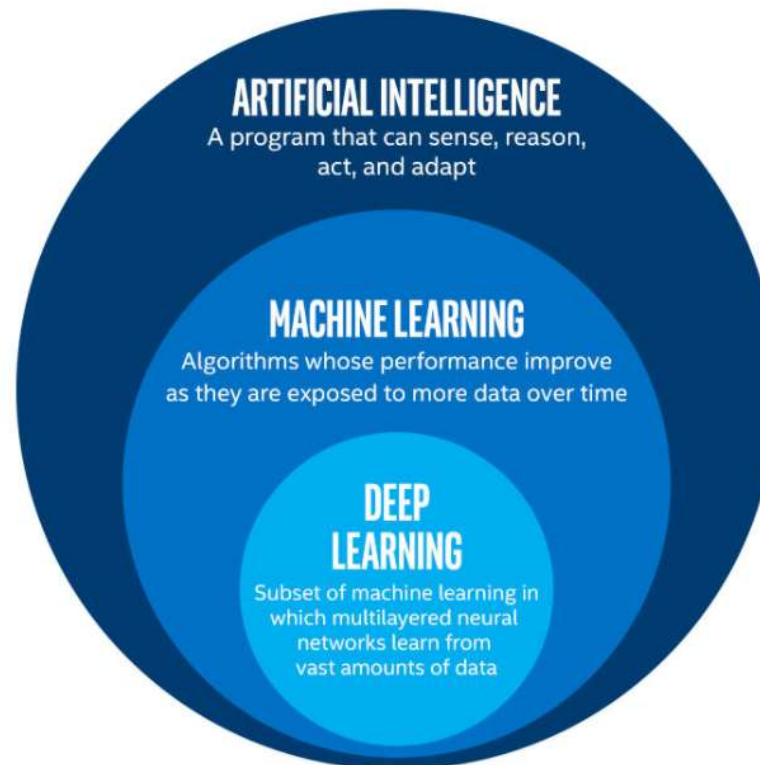 ARTIFICIAL INTELLIGENCE
A program that can sense, reason,
act, and adapt
MACHINE LEARNING
Algorithms whose performance improve
as they are exposed to more data over time
DEEP
LEARNING
Subset of machine learning in
which multilayered neural
networks learn from
vast amounts of data